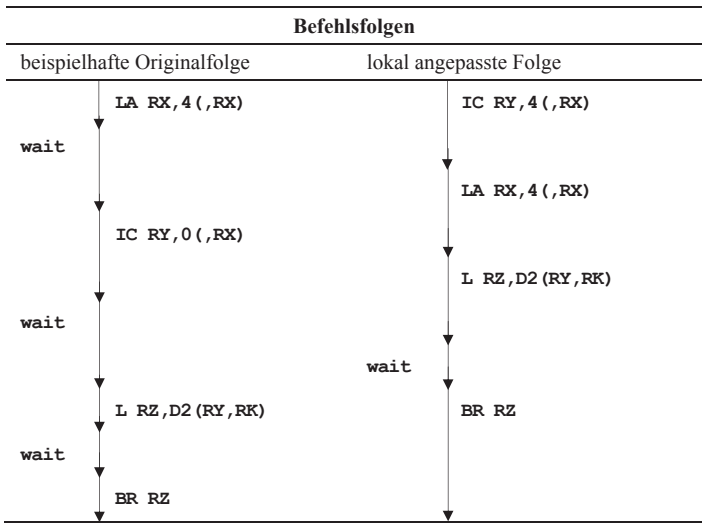 Befehlsfolgen
beispielhafte Originalfolge
lokal angepasste Folge
LA RX,4(,RX)
wait
IC RY,0(,RX)
wait
L RZ,D2(RY,RK)
wait
BR RZ
IC RY,4(,RX)
LA RX,4(,RX)
L RZ,D2(RY,RK)
wait
BR RZ